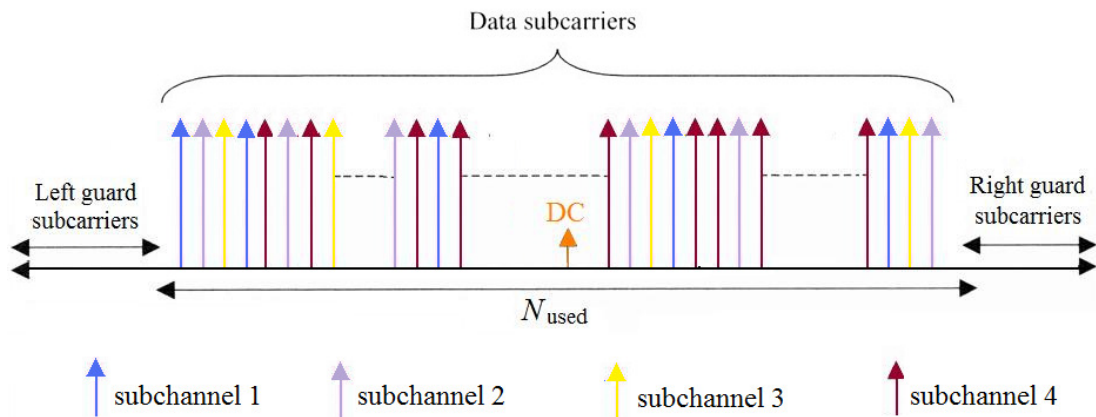 Data subcarriers
Left guard
subcarriers
DC
Right guard
subcarriers
N used
subchannel 1
subchannel 2
subchannel 3
subchannel 4